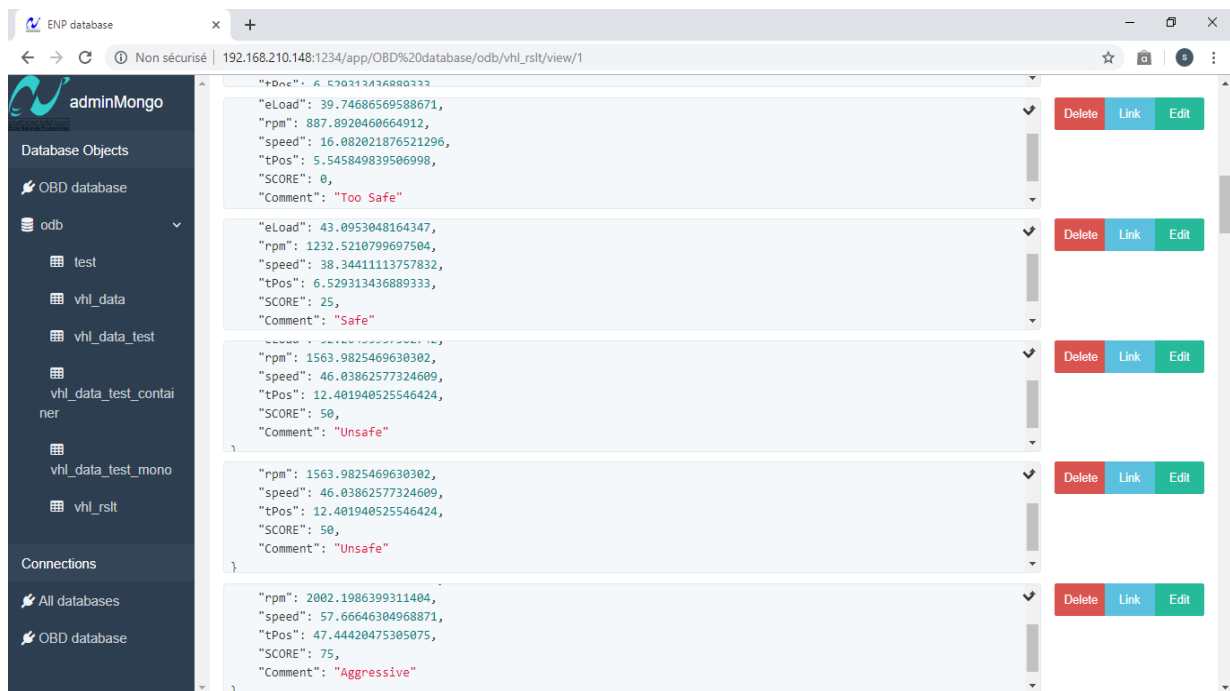 ENP database
Non sécurisé | 192.168.210.148:1234/app/OBD%20database/odb/vhl_rslt/view/1
adminMongo
Database Objects
OBD database
odb
test
vhl_data
vhl_data_test
vhl_data_test_contai
ner
vhl_data_test_mono
vhl_rslt
Connections
All databases
OBD database
"tPos": 6.529313436889333
"eLoad": 39.74686569588671,
"rpm": 887.8920460664912,
"speed": 16.082021876521296,
"tPos": 5.545849839506998,
"SCORE": 0,
"Comment": "Too Safe"
Delete Link Edit
"eLoad": 43.0953048164347,
"rpm": 1232.5210799697504,
"speed": 38.34411113757832,
"tPos": 6.529313436889333,
"SCORE": 25,
"Comment": "Safe"
Delete Link Edit
"rpm": 1563.9825469630302,
"speed": 46.03862577324609,
"tPos": 12.401940525546424,
"SCORE": 50,
"Comment": "Unsafe"
}
Delete Link Edit
"rpm": 1563.9825469630302,
"speed": 46.03862577324609,
"tPos": 12.401940525546424,
"SCORE": 50,
"Comment": "Unsafe"
}
Delete Link Edit
"rpm": 2002.1986399311404,
"speed": 57.66646304968871,
"tPos": 47.44420475305075,
"SCORE": 75,
"Comment": "Aggressive"
}
Delete Link Edit